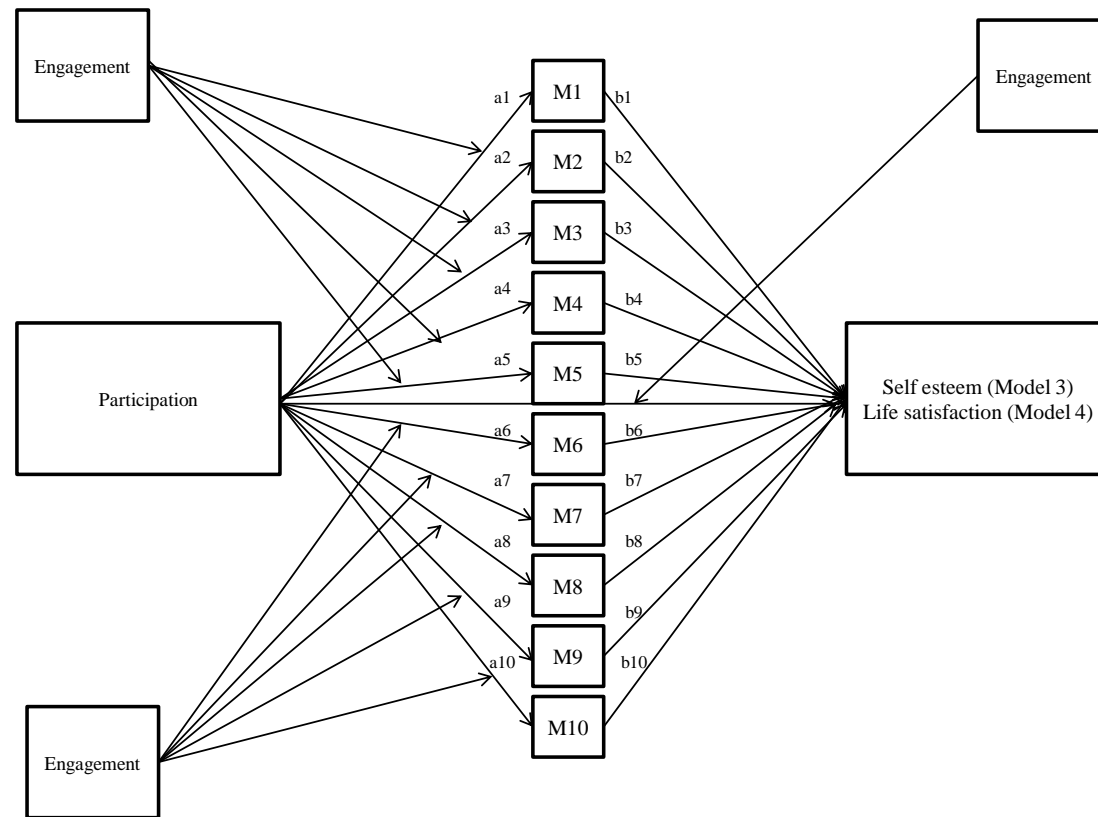 Engagement
Engagement
a1
M1
b1
a2
M2
b2
a3
M3
b3
a4
M4
b4
a5
M5
b5
Participation
Self esteem (Model 3)
Life satisfaction (Model 4)
a6
M6
b6
a7
M7
b7
a8
M8
b8
a9
M9
b9
a10
M10
b10
Engagement